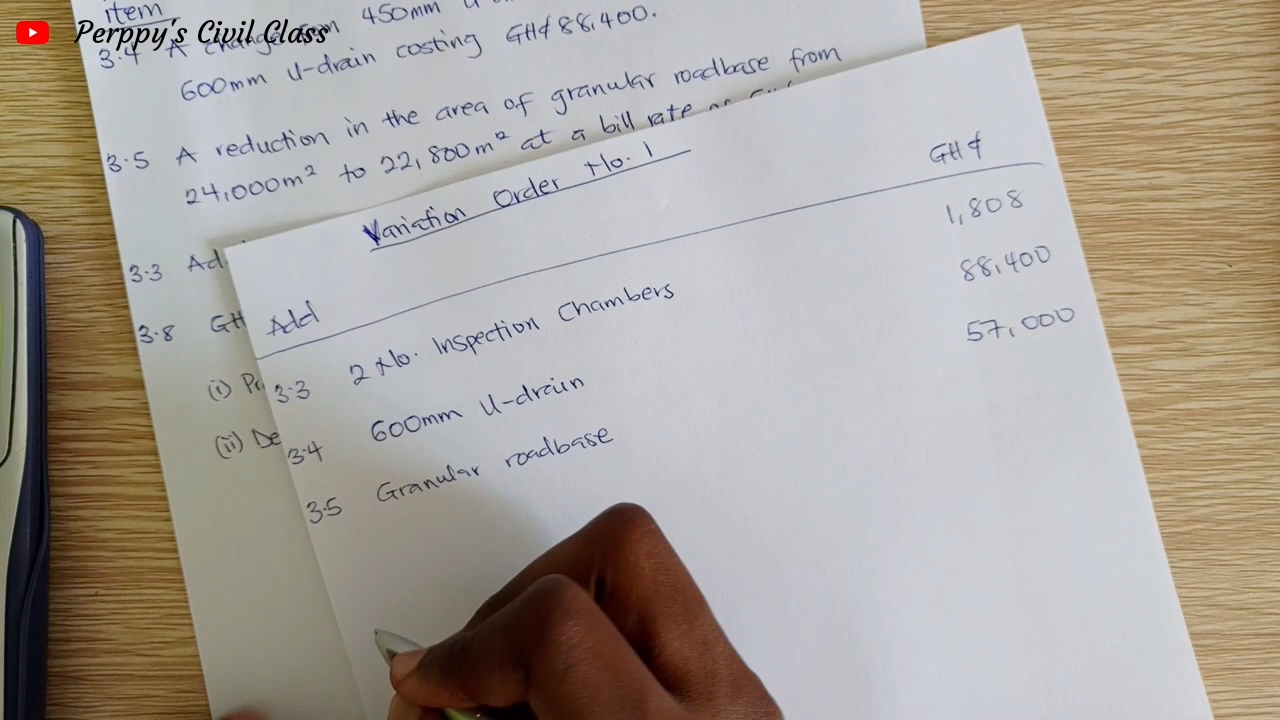 Perppy's Civil Class
item
3.4 A change from 450mm U
600mm U-drain costing GH¢ 88,400.
3.5 A reduction in the area of granular roadbase from
24,000m² to 22,800m² at a bill rate
3.3
3.8 GH
(i)
(ii) De
Variation Order No. 1
GH¢
Add
3.3 2 No. Inspection Chambers 1,808
3.4 600mm U-drain 88,400
3.5 Granular roadbase 57,000